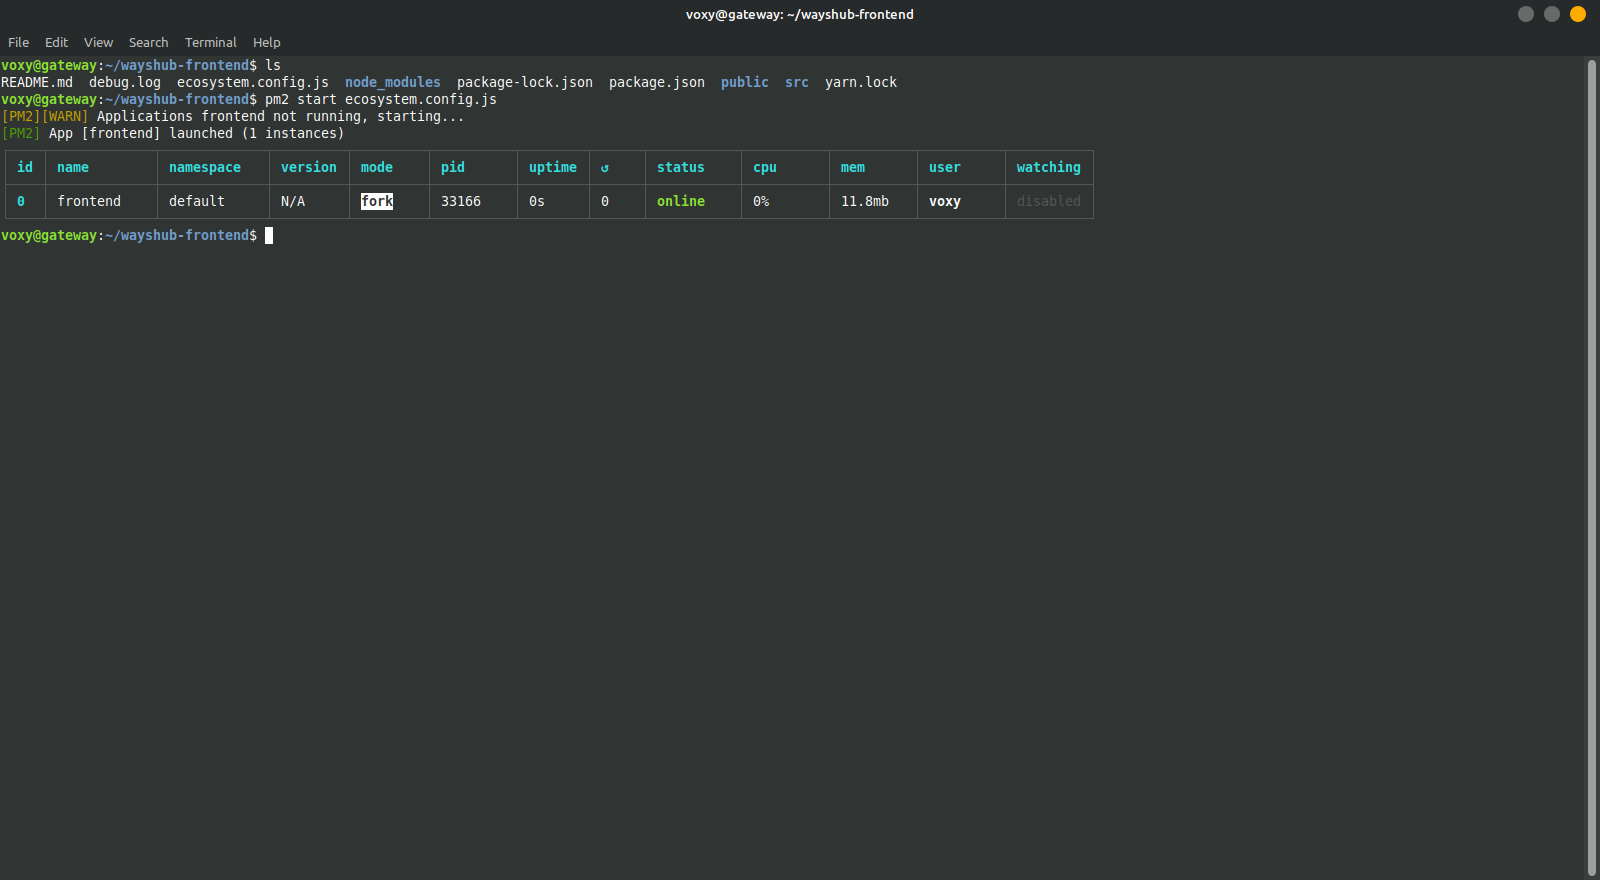 voxy@gateway: ~/wayshub-frontend
File Edit View Search Terminal Help
voxy@gateway:~/wayshub-frontend$ ls
README.md debug.log ecosystem.config.js node_modules package-lock.json package.json public src yarn.lock
voxy@gateway:~/wayshub-frontend$ pm2 start ecosystem.config.js
[PM2][WARN] Applications frontend not running, starting...
[PM2] App [frontend] launched (1 instances)
id name namespace version mode pid uptime ↺ status cpu mem user watching
0 frontend default N/A fork 33166 0s 0 online 0% 11.8mb voxy disabled
voxy@gateway:~/wayshub-frontend$